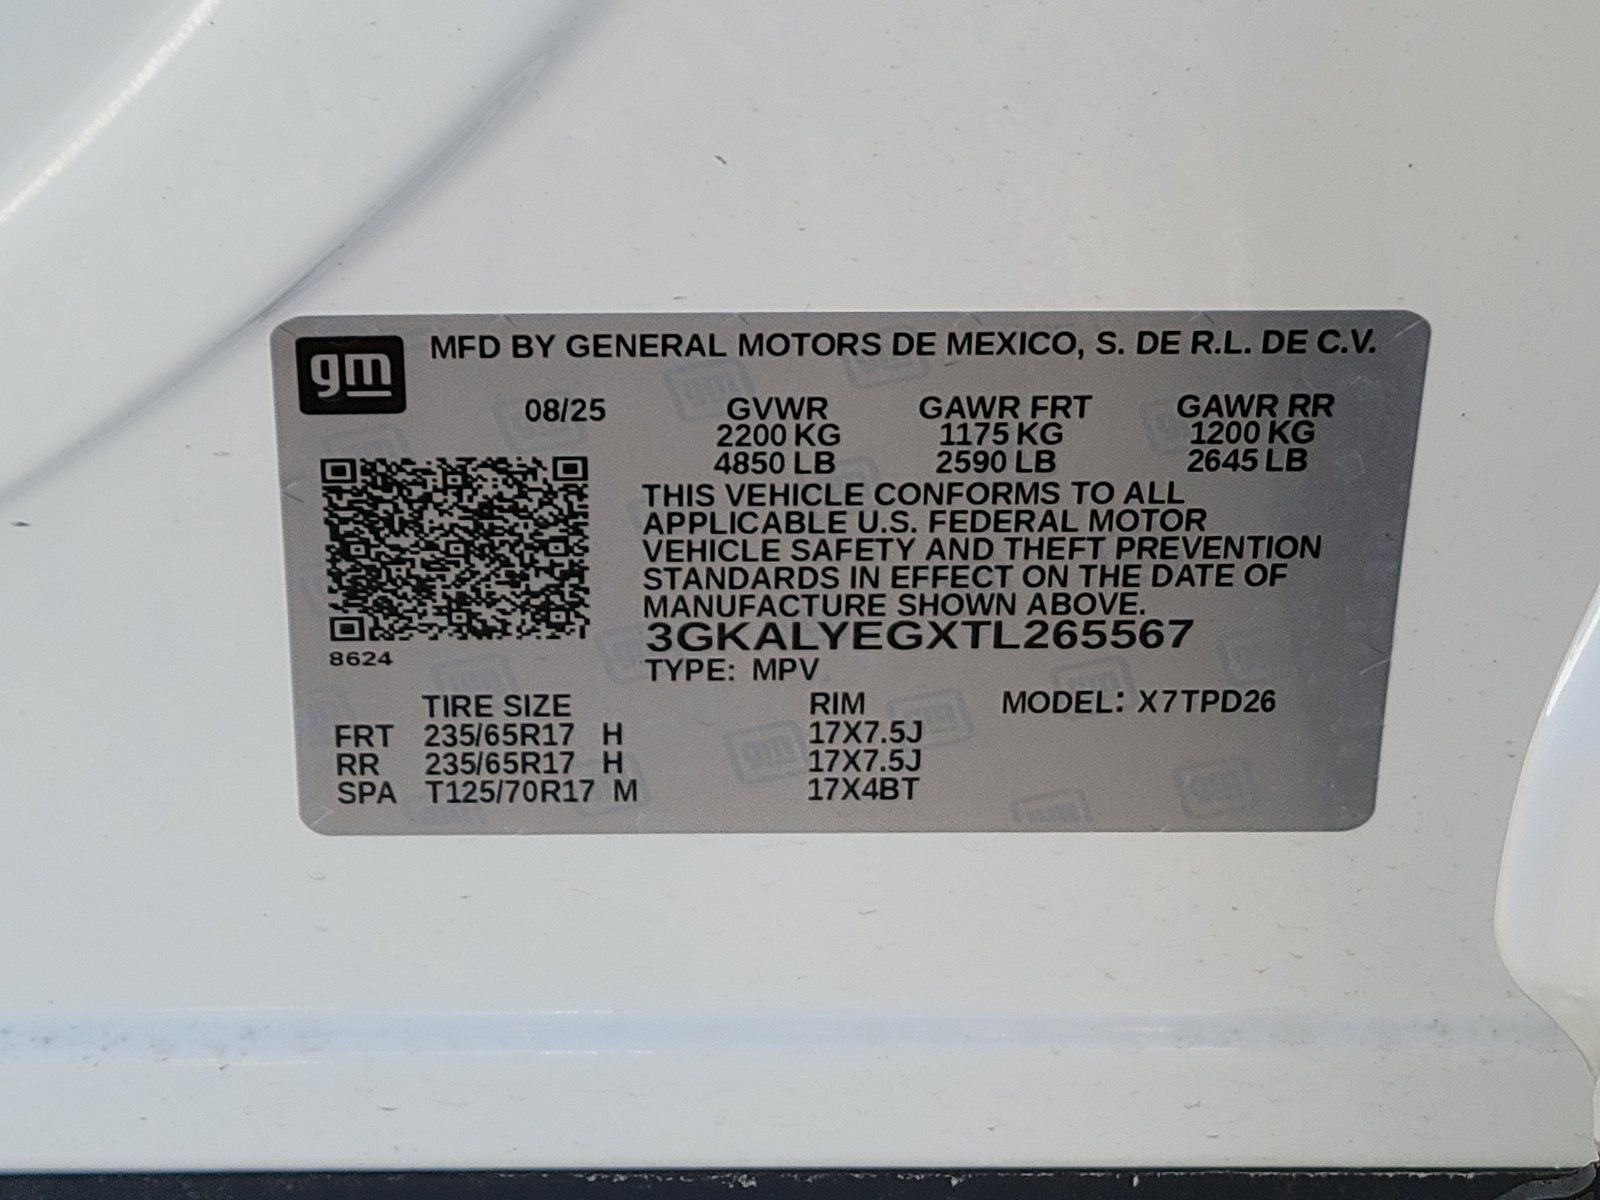 gm MFD BY GENERAL MOTORS DE MEXICO, S. DE R.L. DE C.V.
08/25 GVWR GAWR FRT GAWR RR
2200 KG 1175 KG 1200 KG
4850 LB 2590 LB 2645 LB
THIS VEHICLE CONFORMS TO ALL
APPLICABLE U.S. FEDERAL MOTOR
VEHICLE SAFETY AND THEFT PREVENTION
STANDARDS IN EFFECT ON THE DATE OF
MANUFACTURE SHOWN ABOVE.
3GKALYEGXTL265567
8624
TYPE: MPV
TIRE SIZE RIM MODEL: X7TPD26
FRT 235/65R17 H 17X7.5J
RR 235/65R17 H 17X7.5J
SPA T125/70R17 M 17X4BT